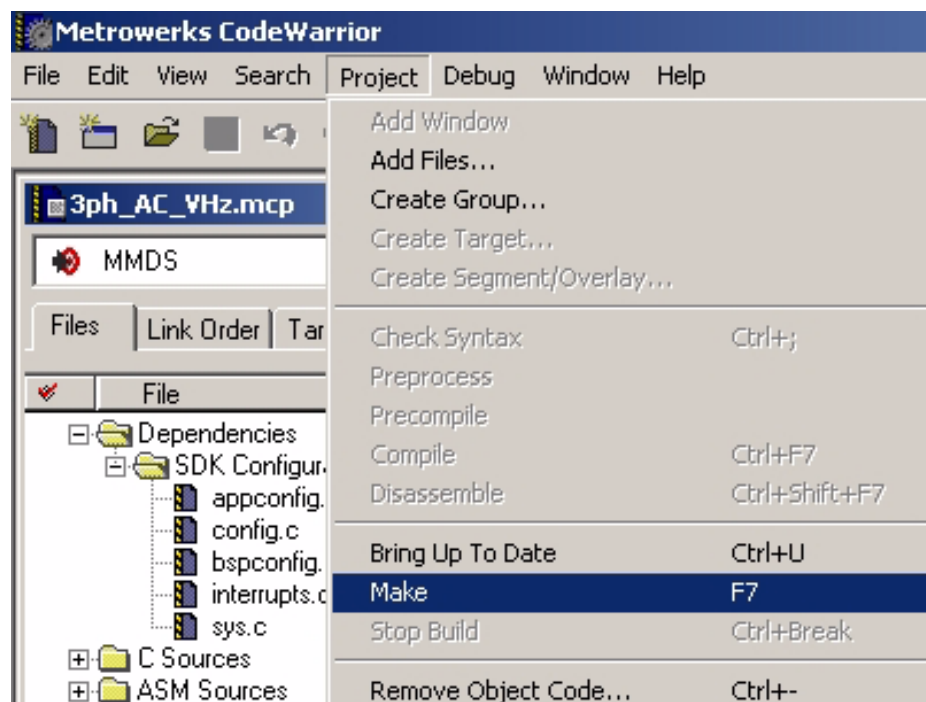 Metrowerks CodeWarrior
File Edit View Search Project Debug Window Help
3ph_AC_VHz.mcp
MMDS
Files Link Order Tar
File
Dependencies
SDK Configur
appconfig.
config.c
bspconfig.
interrupts.c
sys.c
C Sources
ASM Sources
Add Window
Add Files...
Create Group...
Create Target...
Create Segment/Overlay...
Check Syntax Ctrl+;
Preprocess
Precompile
Compile Ctrl+F7
Disassemble Ctrl+Shift+F7
Bring Up To Date Ctrl+U
Make F7
Stop Build Ctrl+Break
Remove Object Code... Ctrl+-